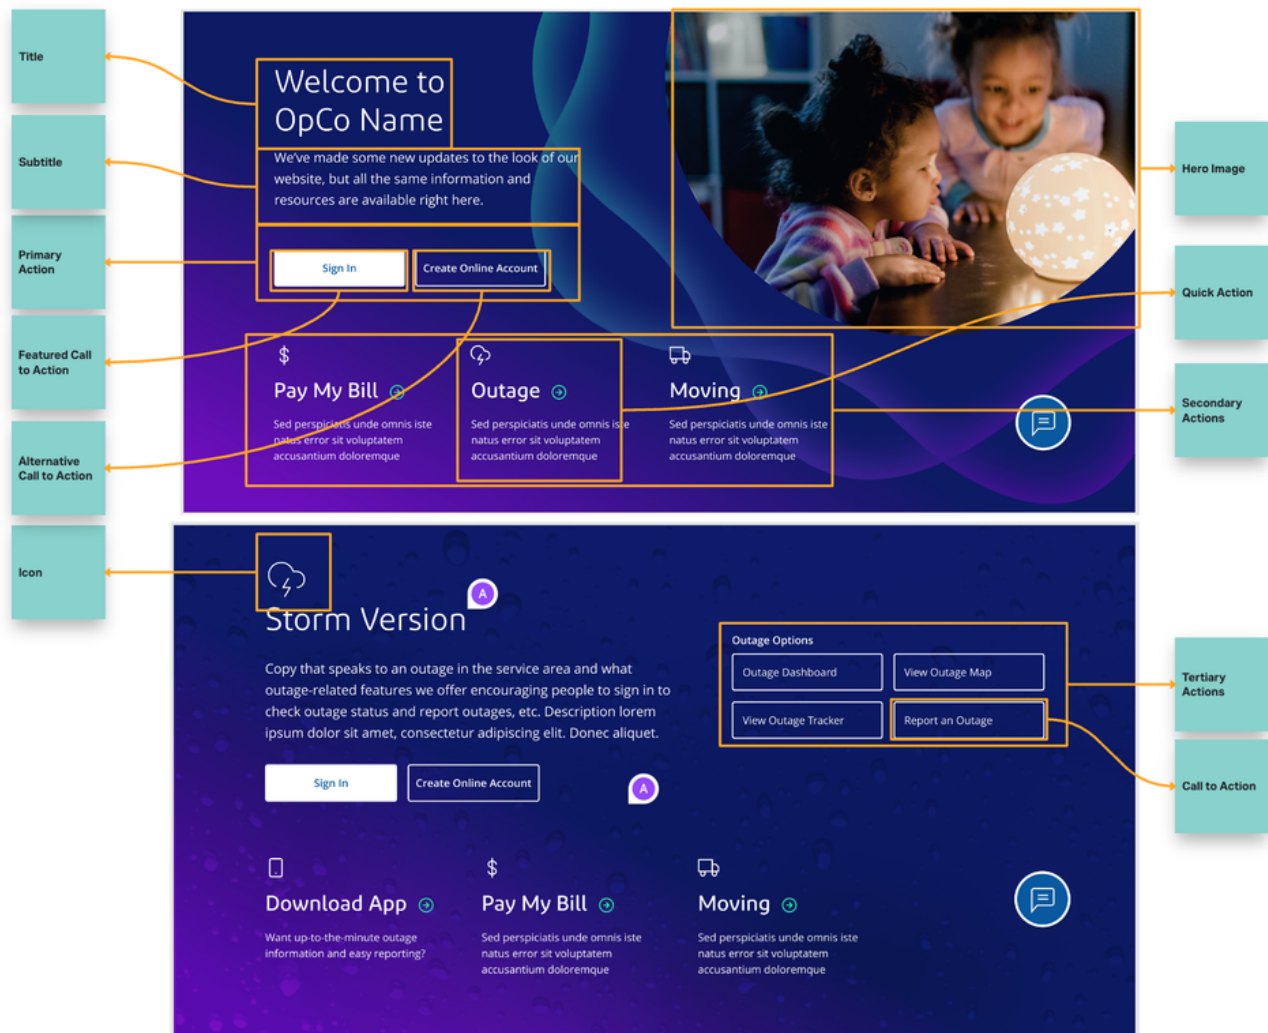 Title
Subtitle
Primary
Action
Featured Call
to Action
Alternative
Call to Action
Icon
Welcome to
OpCo Name
We've made some new updates to the look of our
website, but all the same information and
resources are available right here.
Sign In
Create Online Account
$
Pay My Bill
Sed perspiciatis unde omnis iste
natus error sit voluptatem
accusantium doloremque
Outage
Sed perspiciatis unde omnis iste
natus error sit voluptatem
accusantium doloremque
Moving
Sed perspiciatis unde omnis iste
natus error sit voluptatem
accusantium doloremque
Hero Image
Quick Action
Secondary
Actions
Storm Version
A
Copy that speaks to an outage in the service area and what
outage-related features we offer encouraging people to sign in to
check outage status and report outages, etc. Description lorem
ipsum dolor sit amet, consectetur adipiscing elit. Donec aliquet.
Sign In
Create Online Account
A
Outage Options
Outage Dashboard
View Outage Map
View Outage Tracker
Report an Outage
Download App
Want up-to-the-minute outage
information and easy reporting?
$
Pay My Bill
Sed perspiciatis unde omnis iste
natus error sit voluptatem
accusantium doloremque
Moving
Sed perspiciatis unde omnis iste
natus error sit voluptatem
accusantium doloremque
Tertiary
Actions
Call to Action